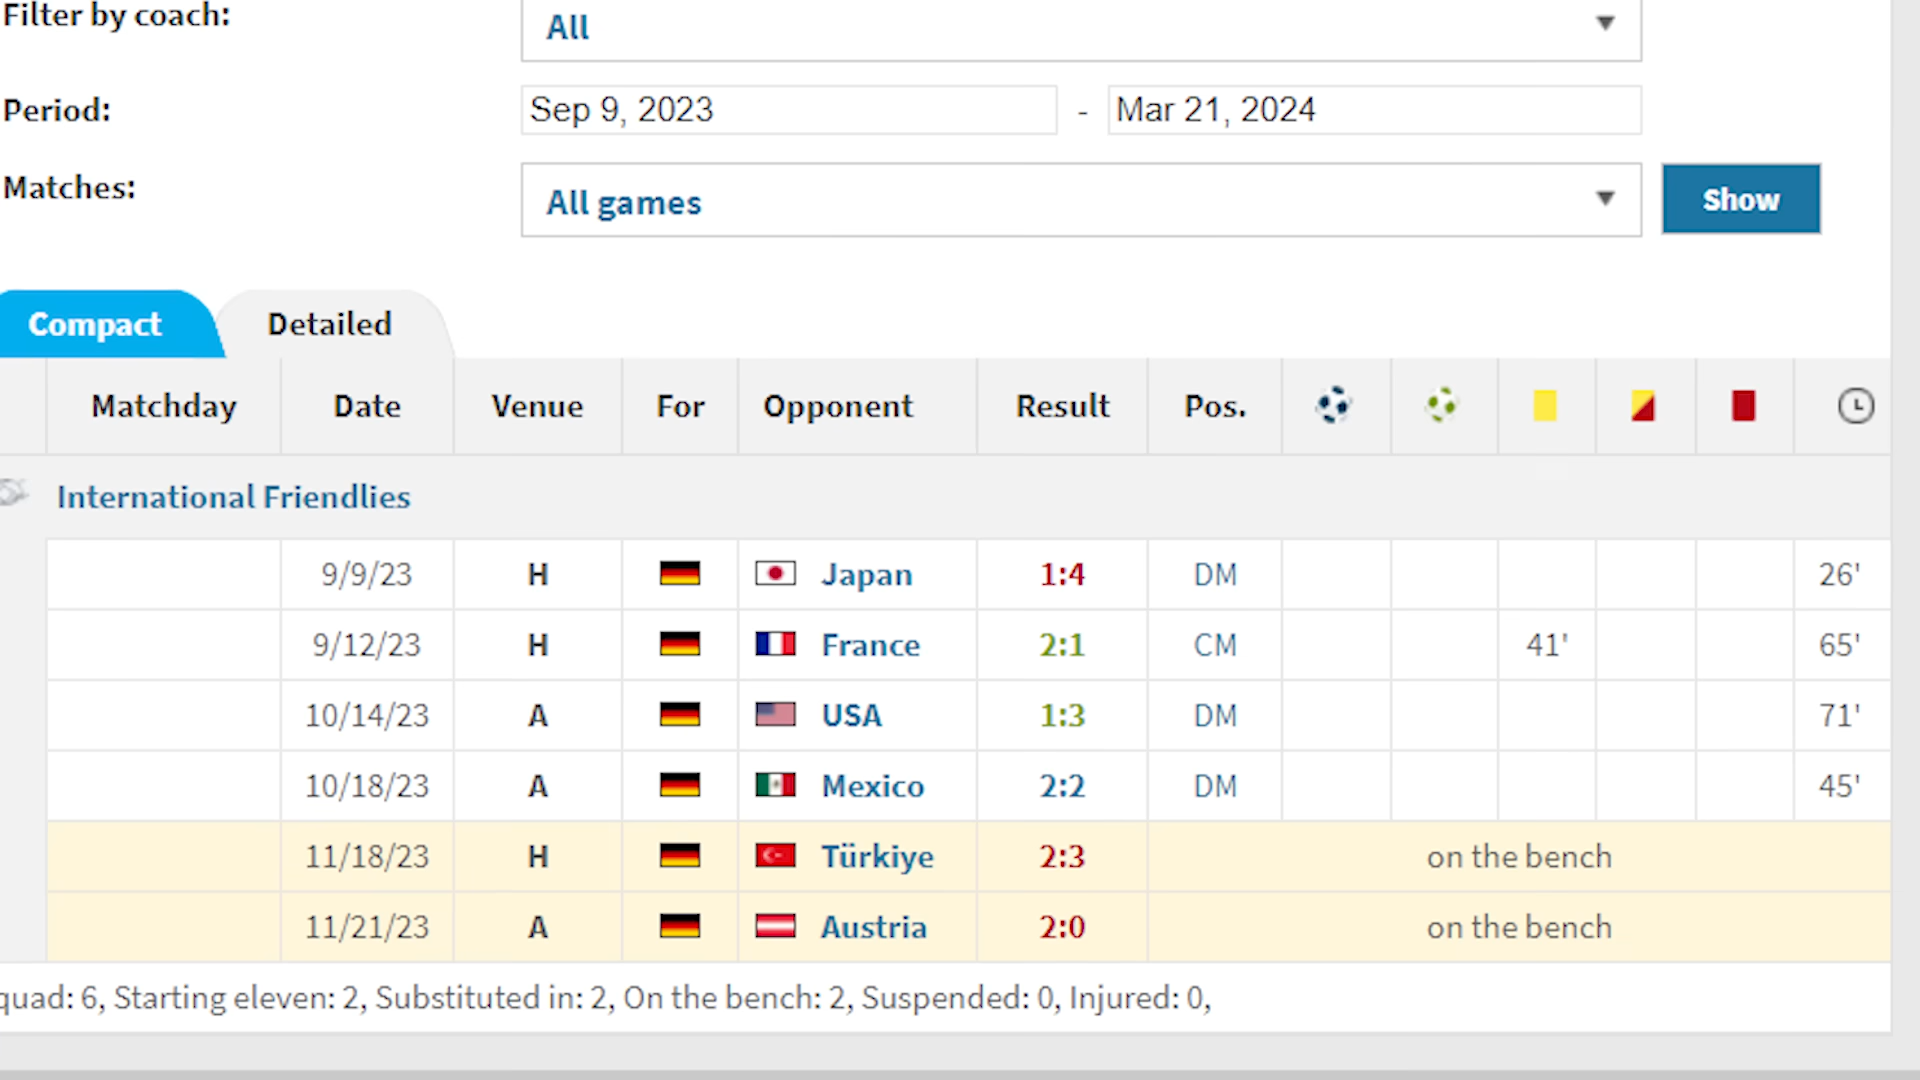 Filter by coach: All
Period: Sep 9, 2023 - Mar 21, 2024
Matches: All games Show
Compact Detailed
Matchday Date Venue For Opponent Result Pos.
International Friendlies
9/9/23 H Japan 1:4 DM 26'
9/12/23 H France 2:1 CM 41' 65'
10/14/23 A USA 1:3 DM 71'
10/18/23 A Mexico 2:2 DM 45'
11/18/23 H Türkiye 2:3 on the bench
11/21/23 A Austria 2:0 on the bench
quad: 6, Starting eleven: 2, Substituted in: 2, On the bench: 2, Suspended: 0, Injured: 0,